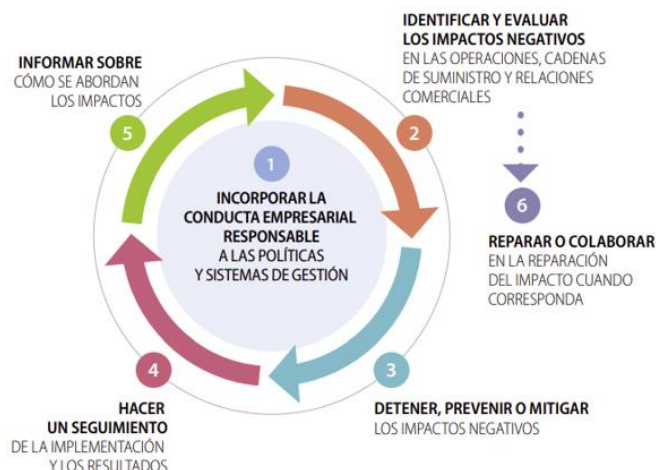 1
INCORPORAR LA
CONDUCTA EMPRESARIAL
RESPONSABLE
A LAS POLÍTICAS
Y SISTEMAS DE GESTIÓN
IDENTIFICAR Y EVALUAR
LOS IMPACTOS NEGATIVOS
EN LAS OPERACIONES, CADENAS
DE SUMINISTRO Y RELACIONES
COMERCIALES
2
3
DETENER, PREVENIR O MITIGAR
LOS IMPACTOS NEGATIVOS
4
HACER
UN SEGUIMIENTO
DE LA IMPLEMENTACIÓN
Y LOS RESULTADOS
INFORMAR SOBRE
CÓMO SE ABORDAN
LOS IMPACTOS
5
6
REPARAR O COLABORAR
EN LA REPARACIÓN
DEL IMPACTO CUANDO
CORRESPONDA